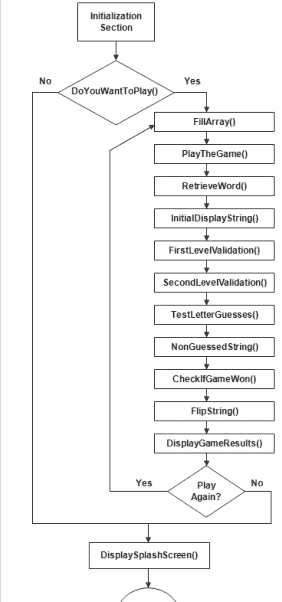 Initialization
Section
No
Yes
DoYouWantToPlay()
FillArray()
PlayTheGame()
RetrieveWord()
InitialDisplayString()
FirstLevelValidation()
SecondLevelValidation()
TestLetterGuesses()
NonGuessedString()
CheckIfGameWon()
FlipString()
DisplayGameResults()
Yes
Play
Again?
No
DisplaySplashScreen()